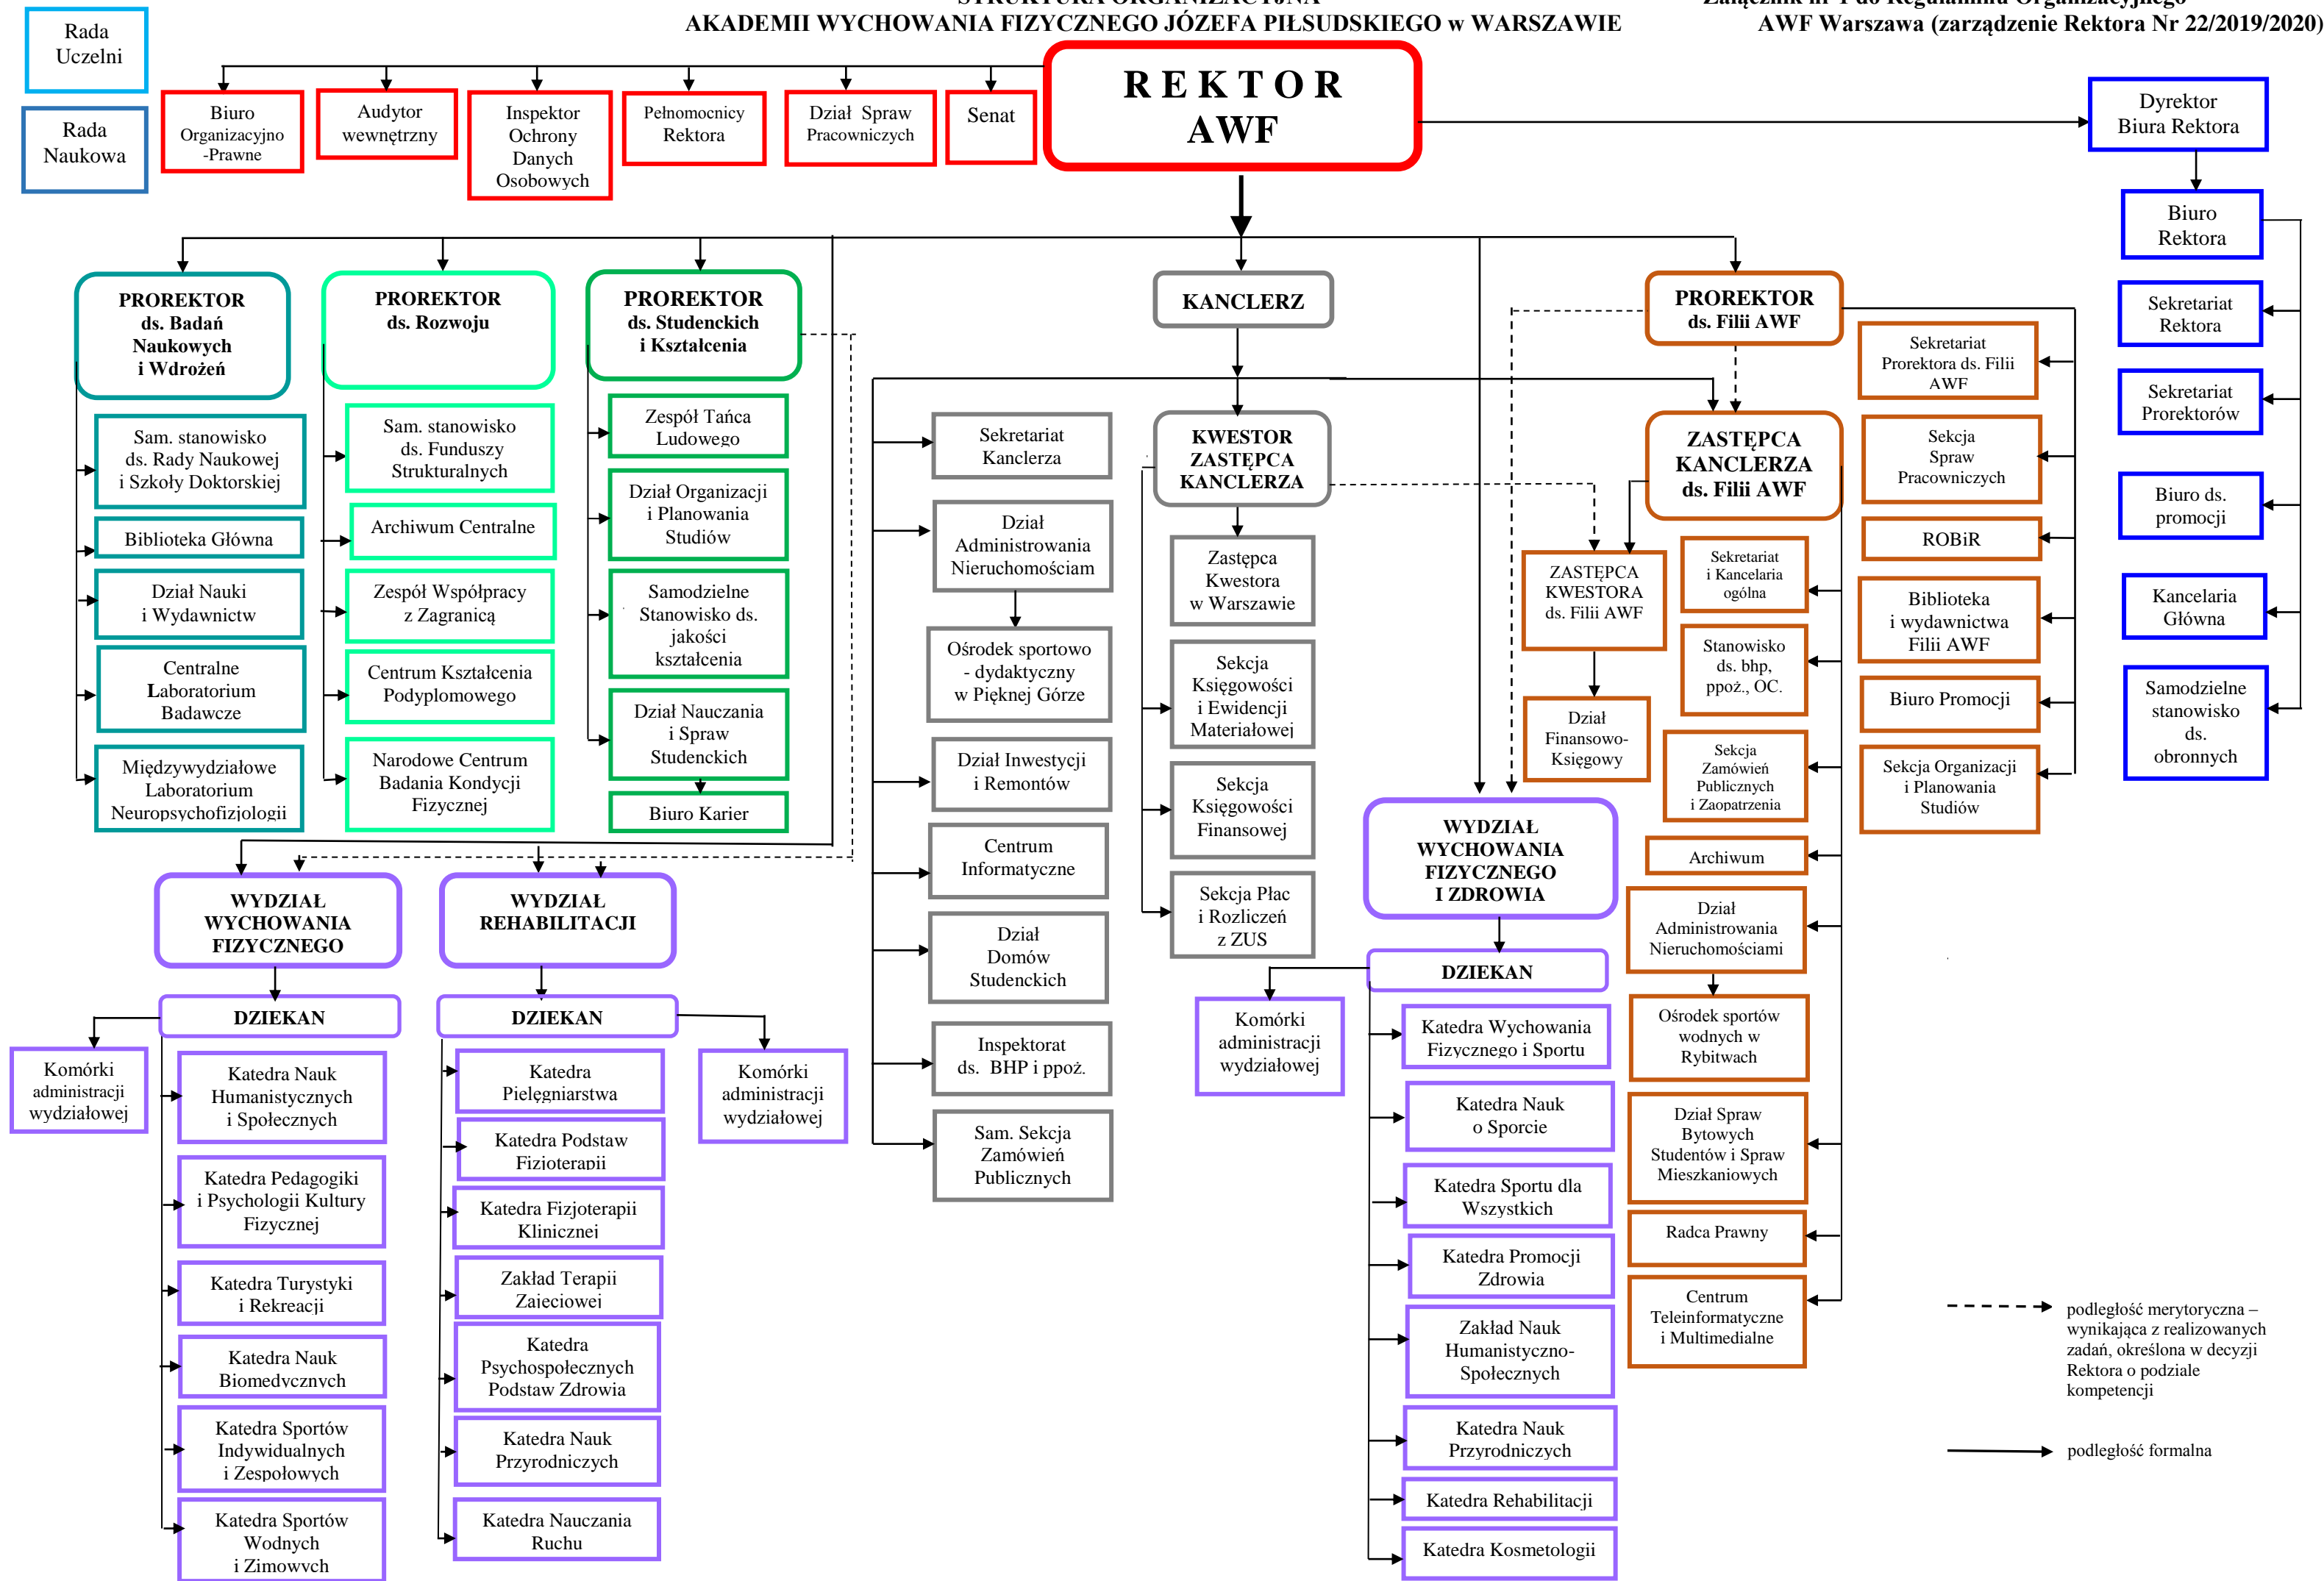 STRUKTURA ORGANIZACYJNA
AKADEMII WYCHOWANIA FIZYCZNEGO JÓZEFA PIŁSUDSKIEGO w WARSZAWIE
Załącznik nr 1 do Regulaminu Organizacyjnego
AWF Warszawa (zarządzenie Rektora Nr 22/2019/2020)
Rada
Uczelni
Rada
Naukowa
Biuro
Organizacyjno
-Prawne
Audytor
wewnętrzny
Inspektor
Ochrony
Danych
Osobowych
Pełnomocnicy
Rektora
Dział Spraw
Pracowniczych
Senat
R E K T O R
AWF
Dyrektor
Biura Rektora
Biuro
Rektora
Sekretariat
Rektora
Sekretariat
Prorektorów
Biuro ds.
promocji
Kancelaria
Główna
Samodzielne
stanowisko
ds.
obronnych
PROREKTOR
ds. Badań
Naukowych
i Wdrożeń
Sam. stanowisko
ds. Rady Naukowej
i Szkoły Doktorskiej
Biblioteka Główna
Dział Nauki
i Wydawnictw
Centralne
Laboratorium
Badawcze
Międzywydziałowe
Laboratorium
Neuropsychofizjologii
PROREKTOR
ds. Rozwoju
Sam. stanowisko
ds. Funduszy
Strukturalnych
Archiwum Centralne
Zespół Współpracy
z Zagranicą
Centrum Kształcenia
Podyplomowego
Narodowe Centrum
Badania Kondycji
Fizycznej
PROREKTOR
ds. Studenckich
i Kształcenia
Zespół Tańca
Ludowego
Dział Organizacji
i Planowania
Studiów
Samodzielne
Stanowisko ds.
jakości
kształcenia
Dział Nauczania
i Spraw
Studenckich
Biuro Karier
KANCLERZ
Sekretariat
Kanclerza
Dział
Administrowania
Nieruchomościam
Ośrodek sportowo
- dydaktyczny
w Pięknej Górze
Dział Inwestycji
i Remontów
Centrum
Informatyczne
Dział
Domów
Studenckich
Inspektorat
ds. BHP i ppoż.
Sam. Sekcja
Zamówień
Publicznych
KWESTOR
ZASTĘPCA
KANCLERZA
Zastępca
Kwestora
w Warszawie
Sekcja
Księgowości
i Ewidencji
Materiałowej
Sekcja
Księgowości
Finansowej
Sekcja Płac
i Rozliczeń
z ZUS
PROREKTOR
ds. Filii AWF
ZASTĘPCA
KANCLERZA
ds. Filii AWF
ZASTĘPCA
KWESTORA
ds. Filii AWF
Dział
Finansowo-
Księgowy
Sekretariat
i Kancelaria
ogólna
Stanowisko
ds. bhp,
ppoż., OC.
Sekcja
Zamówień
Publicznych
i Zaopatrzenia
Archiwum
Dział
Administrowania
Nieruchomościami
Ośrodek sportów
wodnych w
Rybitwach
Dział Spraw
Bytowych
Studentów i Spraw
Mieszkaniowych
Radca Prawny
Centrum
Teleinformatyczne
i Multimedialne
Sekretariat
Prorektora ds. Filii
AWF
Sekcja
Spraw
Pracowniczych
ROBiR
Biblioteka
i wydawnictwa
Filii AWF
Biuro Promocji
Sekcja Organizacji
i Planowania
Studiów
WYDZIAŁ
WYCHOWANIA
FIZYCZNEGO
DZIEKAN
Komórki
administracji
wydziałowej
Katedra Nauk
Humanistycznych
i Społecznych
Katedra Pedagogiki
i Psychologii Kultury
Fizycznej
Katedra Turystyki
i Rekreacji
Katedra Nauk
Biomedycznych
Katedra Sportów
Indywidualnych
i Zespołowych
Katedra Sportów
Wodnych
i Zimowych
WYDZIAŁ
REHABILITACJI
DZIEKAN
Komórki
administracji
wydziałowej
Katedra
Pielęgniarstwa
Katedra Podstaw
Fizjoterapii
Katedra Fizjoterapii
Klinicznej
Zakład Terapii
Zajęciowej
Katedra
Psychospołecznych
Podstaw Zdrowia
Katedra Nauk
Przyrodniczych
Katedra Nauczania
Ruchu
WYDZIAŁ
WYCHOWANIA
FIZYCZNEGO
I ZDROWIA
DZIEKAN
Komórki
administracji
wydziałowej
Katedra Wychowania
Fizycznego i Sportu
Katedra Nauk
o Sporcie
Katedra Sportu dla
Wszystkich
Katedra Promocji
Zdrowia
Zakład Nauk
Humanistyczno-
Społecznych
Katedra Nauk
Przyrodniczych
Katedra Rehabilitacji
Katedra Kosmetologii
podległość merytoryczna –
wynikająca z realizowanych
zadań, określona w decyzji
Rektora o podziale
kompetencji
podległość formalna